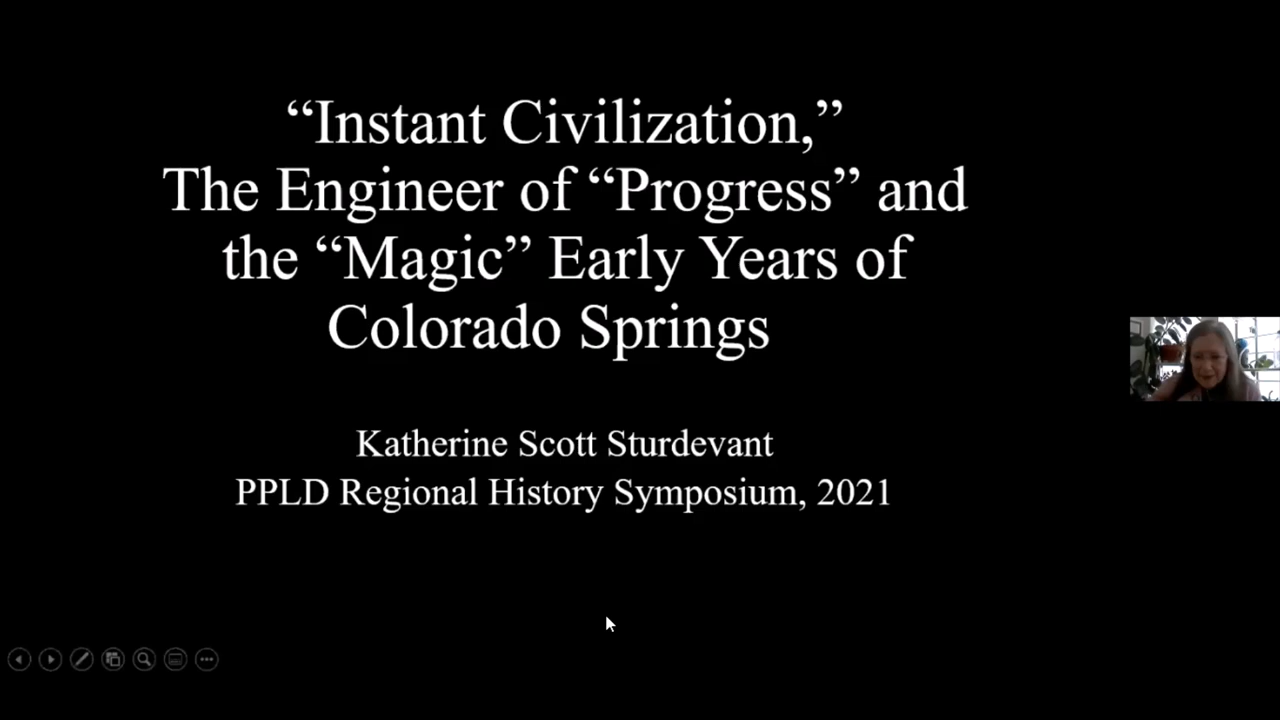 “Instant Civilization,”
The Engineer of “Progress” and
the “Magic” Early Years of
Colorado Springs
Katherine Scott Sturdevant
PPLD Regional History Symposium, 2021